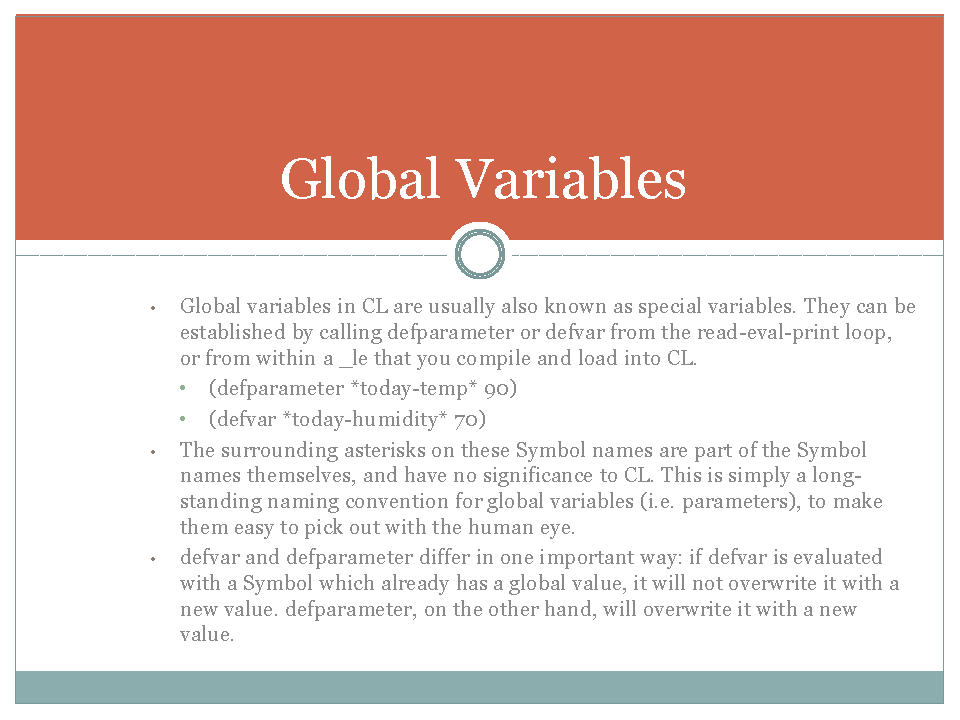 Global Variables
• Global variables in CL are usually also known as special variables. They can be
established by calling defparameter or defvar from the read-eval-print loop,
or from within a _le that you compile and load into CL.
• (defparameter *today-temp* 90)
• (defvar *today-humidity* 70)
• The surrounding asterisks on these Symbol names are part of the Symbol
names themselves, and have no significance to CL. This is simply a long-
standing naming convention for global variables (i.e. parameters), to make
them easy to pick out with the human eye.
• defvar and defparameter differ in one important way: if defvar is evaluated
with a Symbol which already has a global value, it will not overwrite it with a
new value. defparameter, on the other hand, will overwrite it with a new
value.